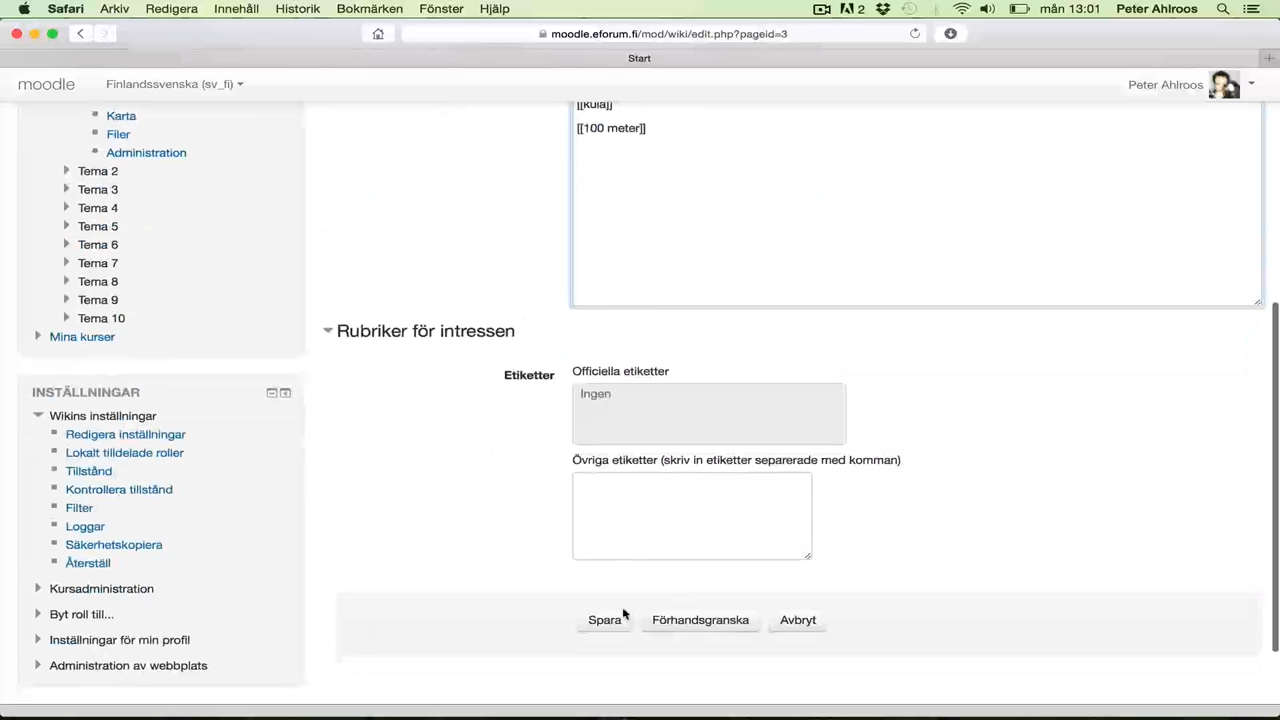 Safari Arkiv Redigera Innehåll Historik Bokmärken Fönster Hjälp 2 mån 13:01 Peter Ahlroos
moodle.eforum.fi/mod/wiki/edit.php?pageid=3
Start
moodle Finlandssvenska (sv_fi) Peter Ahlroos
Karta
Filer
Administration
Tema 2
Tema 3
Tema 4
Tema 5
Tema 6
Tema 7
Tema 8
Tema 9
Tema 10
Mina kurser
INSTÄLLNINGAR
Wikins inställningar
Redigera inställningar
Lokalt tilldelade roller
Tillstånd
Kontrollera tillstånd
Filter
Loggar
Säkerhetskopiera
Återställ
Kursadministration
Byt roll till...
Inställningar för min profil
Administration av webbplats
[[kula]]
[[100 meter]]
Rubriker för intressen
Etiketter
Officiella etiketter
Ingen
Övriga etiketter (skriv in etiketter separerade med komman)
Spara Förhandsgranska Avbryt